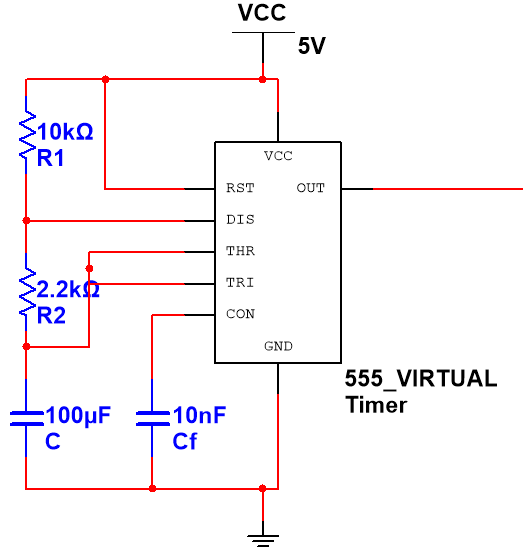 VCC
5V
10kΩ
R1
VCC
RST
OUT
DIS
THR
2.2kΩ
R2
TRI
CON
GND
555_VIRTUAL
Timer
100µF
C
10nF
Cf